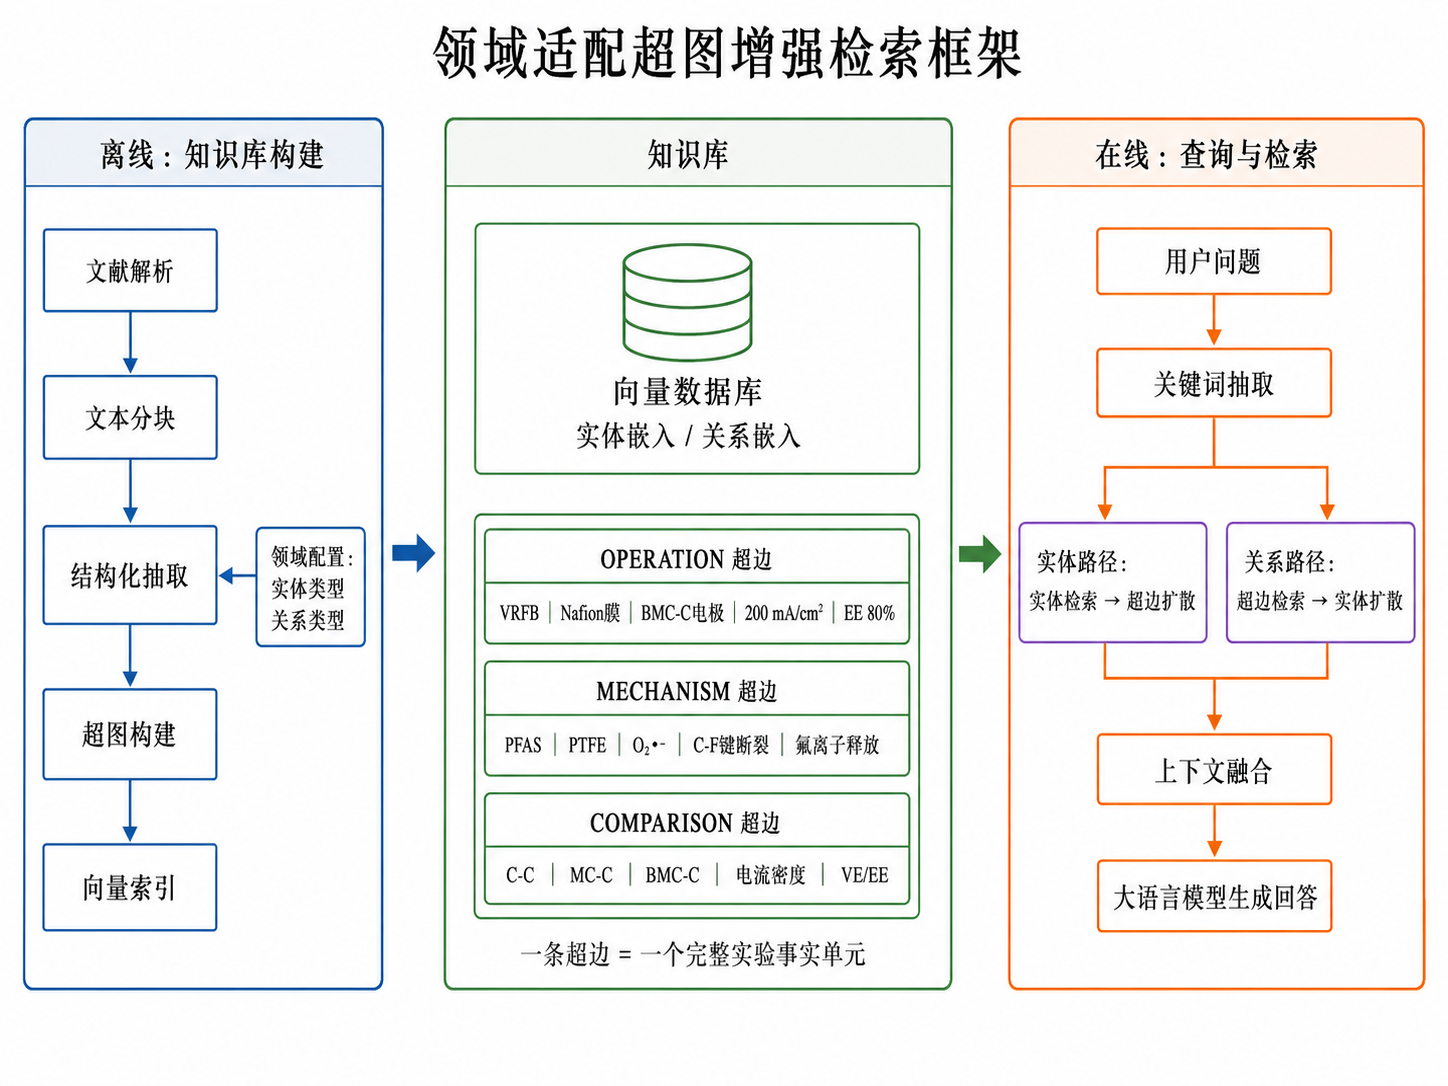 领域适配超图增强检索框架
离线：知识库构建
文献解析
文本分块
结构化抽取
领域配置：
实体类型
关系类型
超图构建
向量索引
知识库
向量数据库
实体嵌入 / 关系嵌入
OPERATION 超边
VRFB | Nafion膜 | BMC-C电极 | 200 mA/cm² | EE 80%
MECHANISM 超边
PFAS | PTFE | O₂•⁻ | C-F键断裂 | 氟离子释放
COMPARISON 超边
C-C | MC-C | BMC-C | 电流密度 | VE/EE
一条超边 = 一个完整实验事实单元
在线：查询与检索
用户问题
关键词抽取
实体路径：
实体检索 → 超边扩散
关系路径：
超边检索 → 实体扩散
上下文融合
大语言模型生成回答